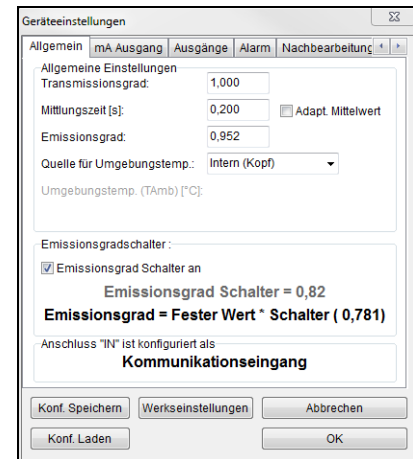 Geräteeinstellungen
Allgemein mA Ausgang Ausgänge Alarm Nachbearbeitung
Allgemeine Einstellungen
Transmissionsgrad: 1,000
Mittlungszeit [s]: 0,200 Adapt. Mittelwert
Emissionsgrad: 0,952
Quelle für Umgebungstemp.: Intern (Kopf)
Umgebungstemp. (TAmb) [°C]:
Emissionsgradschalter :
Emissionsgrad Schalter an
Emissionsgrad Schalter = 0,82
Emissionsgrad = Fester Wert * Schalter ( 0,781)
Anschluss "IN" ist konfiguriert als
Kommunikationseingang
Konf. Speichern Werkseinstellungen Abbrechen
Konf. Laden OK